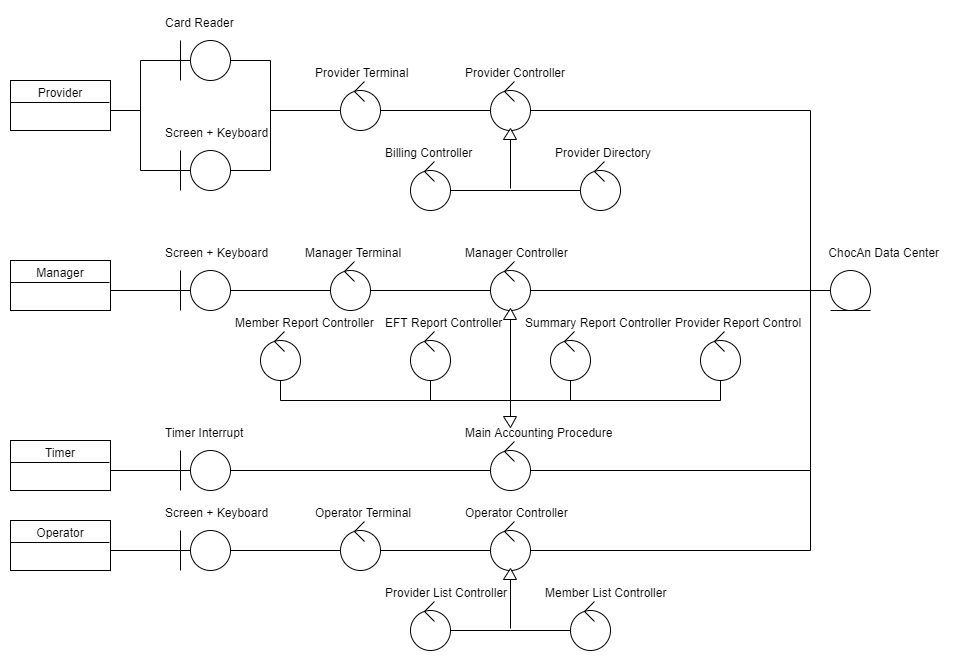 Card Reader
Provider Terminal
Provider Controller
Provider
Screen + Keyboard
Billing Controller
Provider Directory
Screen + Keyboard
Manager Terminal
Manager Controller
ChocAn Data Center
Manager
Member Report Controller
EFT Report Controller
Summary Report Controller
Provider Report Control
Timer Interrupt
Main Accounting Procedure
Timer
Screen + Keyboard
Operator Terminal
Operator Controller
Operator
Provider List Controller
Member List Controller